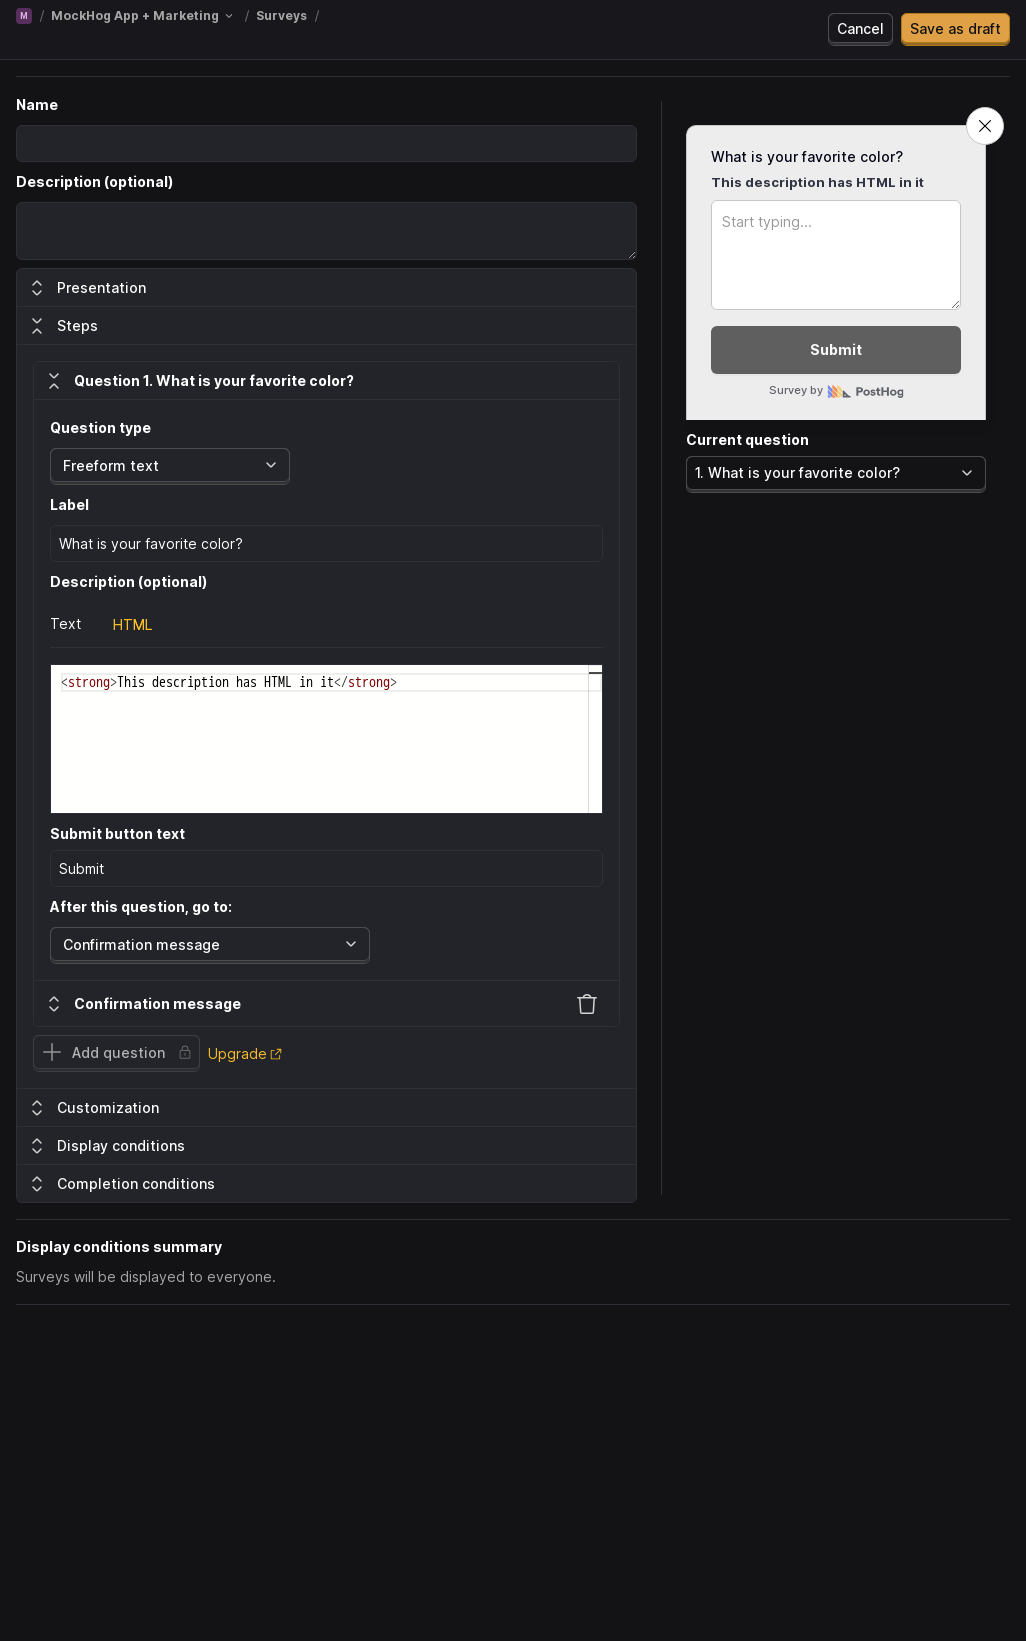 M / MockHog App + Marketing / Surveys /
Cancel
Save as draft
Name
Description (optional)
Presentation
Steps
Question 1. What is your favorite color?
Question type
Freeform text
Label
What is your favorite color?
Description (optional)
Text
HTML
<strong>This description has HTML in it</strong>
Submit button text
Submit
After this question, go to:
Confirmation message
Confirmation message
Add question
Upgrade
Customization
Display conditions
Completion conditions
What is your favorite color?
This description has HTML in it
Start typing...
Submit
Survey by PostHog
Current question
1. What is your favorite color?
Display conditions summary
Surveys will be displayed to everyone.